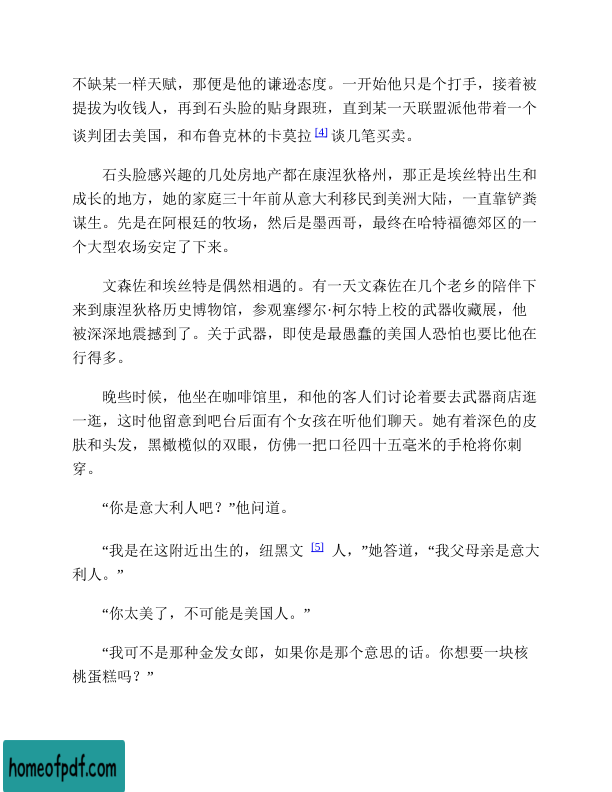 不缺某一样天赋，那便是他的谦逊态度。一开始他只是个打手，接着被
提拔为收钱人，再到石头脸的贴身跟班，直到某一天联盟派他带着一个
谈判团去美国，和布鲁克林的卡莫拉[4]谈几笔买卖。
石头脸感兴趣的几处房地产都在康涅狄格州，那正是埃丝特出生和
成长的地方，她的家庭三十年前从意大利移民到美洲大陆，一直靠铲粪
谋生。先是在阿根廷的牧场，然后是墨西哥，最终在哈特福德郊区的一
个大型农场安定了下来。
文森佐和埃丝特是偶然相遇的。有一天文森佐在几个老乡的陪伴下
来到康涅狄格历史博物馆，参观塞缪尔·柯尔特上校的武器收藏展，他
被深深地震撼到了。关于武器，即使是最愚蠢的美国人恐怕也要比他在
行得多。
晚些时候，他坐在咖啡馆里，和他的客人们讨论着要去武器商店逛
一逛，这时他留意到吧台后面有个女孩在听他们聊天。她有着深色的皮
肤和头发，黑橄榄似的双眼，仿佛一把口径四十五毫米的手枪将你刺
穿。
“你是意大利人吧？”他问道。
“我是在这附近出生的，纽黑文 [5] 人，”她答道，“我父母亲是意大
利人。”
“你太美了，不可能是美国人。”
“我可不是那种金发女郎，如果你是那个意思的话。你想要一块核
桃蛋糕吗？”
homeofpdf.com